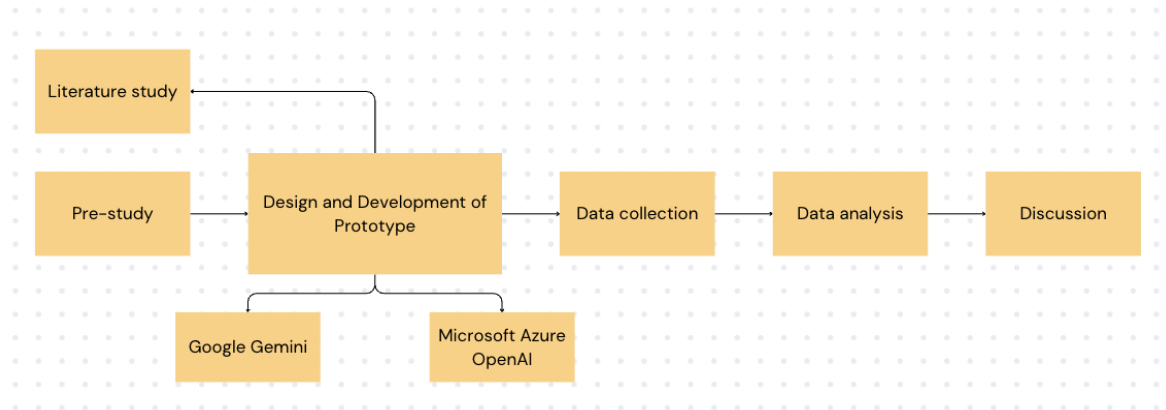 Literature study
Pre-study
Design and Development of
Prototype
Data collection
Data analysis
Discussion
Google Gemini
Microsoft Azure
OpenAI